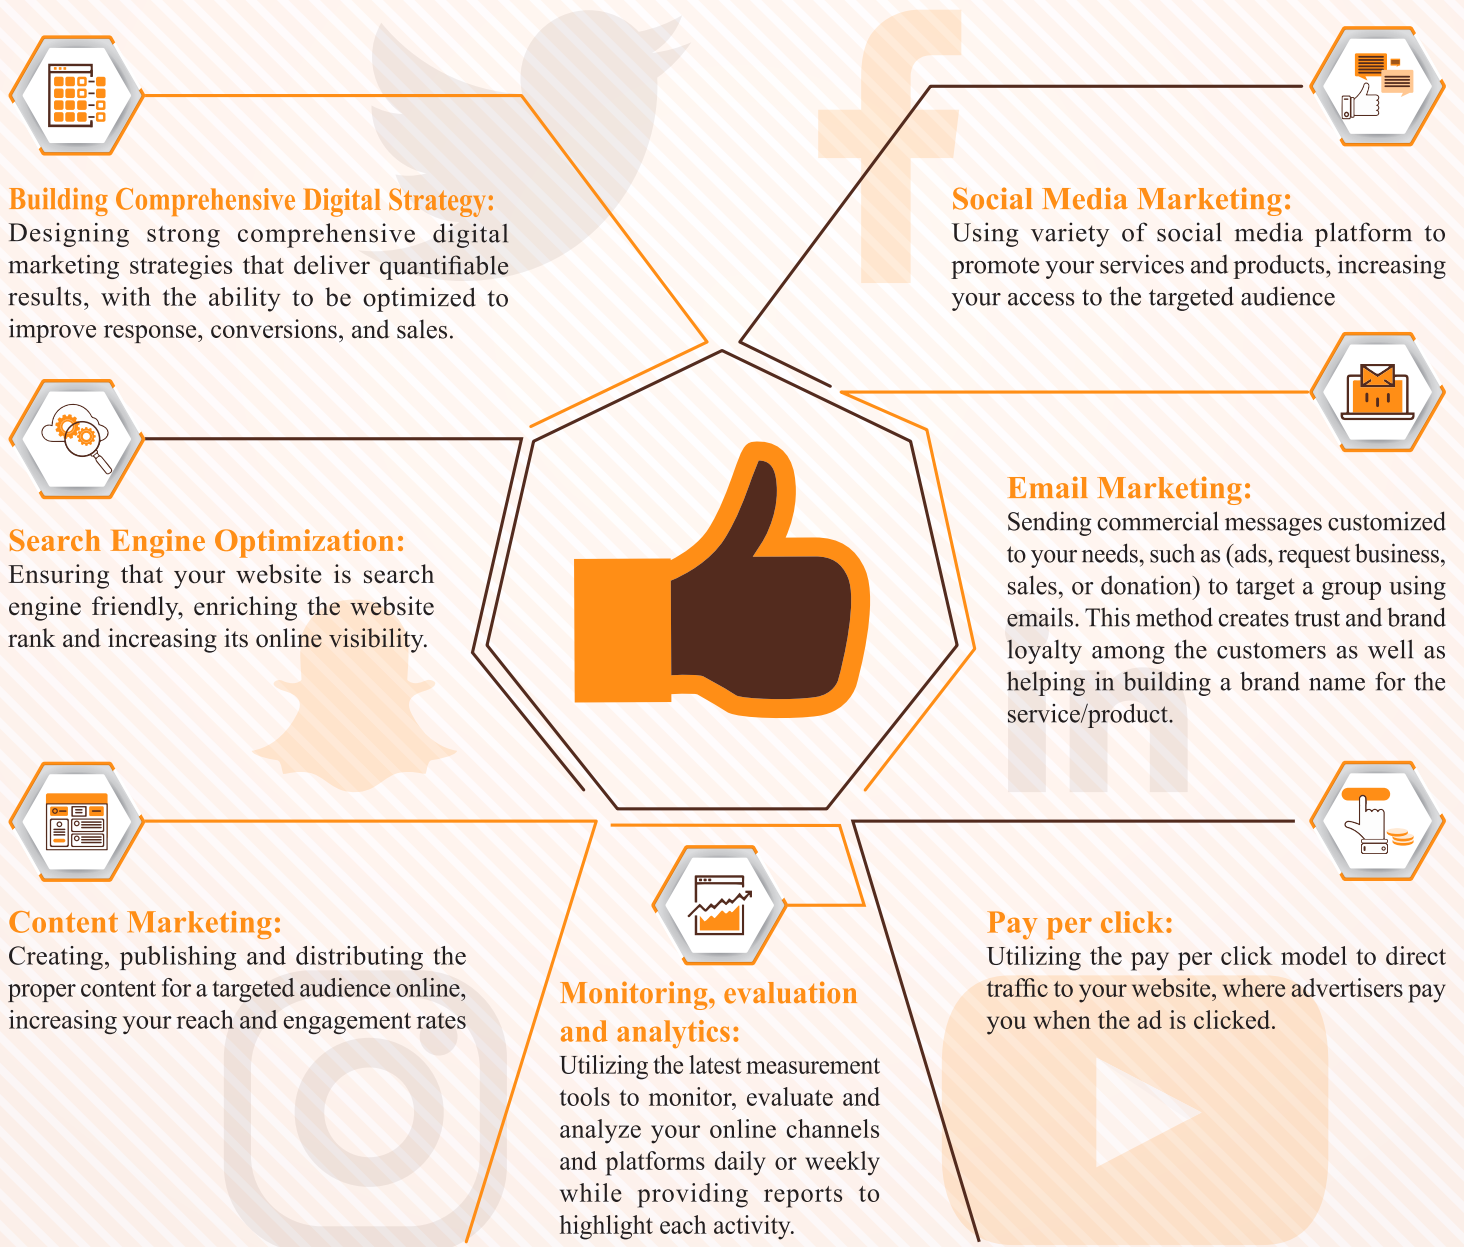 Building Comprehensive Digital Strategy:
Designing strong comprehensive digital
marketing strategies that deliver quantifiable
results, with the ability to be optimized to
improve response, conversions, and sales.
Social Media Marketing:
Using variety of social media platform to
promote your services and products, increasing
your access to the targeted audience
Search Engine Optimization:
Ensuring that your website is search
engine friendly, enriching the website
rank and increasing its online visibility.
Email Marketing:
Sending commercial messages customized
to your needs, such as (ads, request business,
sales, or donation) to target a group using
emails. This method creates trust and brand
loyalty among the customers as well as
helping in building a brand name for the
service/product.
Content Marketing:
Creating, publishing and distributing the
proper content for a targeted audience online,
increasing your reach and engagement rates
Monitoring, evaluation
and analytics:
Utilizing the latest measurement
tools to monitor, evaluate and
analyze your online channels
and platforms daily or weekly
while providing reports to
highlight each activity.
Pay per click:
Utilizing the pay per click model to direct
traffic to your website, where advertisers pay
you when the ad is clicked.